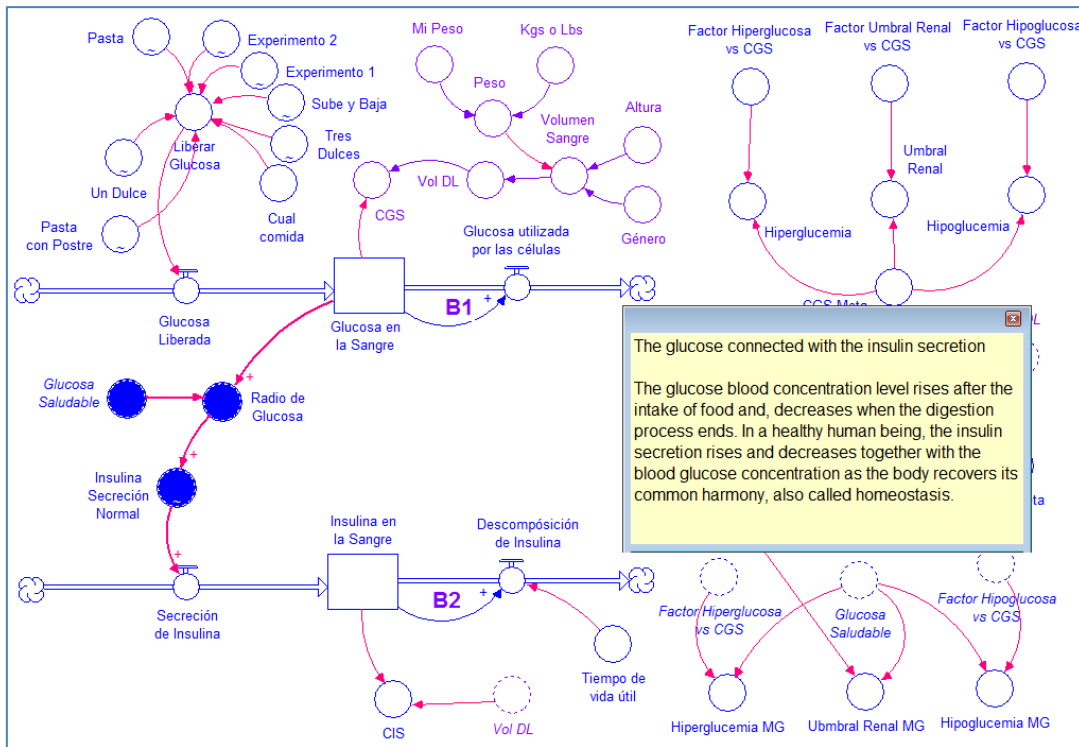 Pasta
Experimento 2
Experimento 1
Sube y Baja
Tres
Dulces
Liberar
Glucosa
Un Dulce
Cual
comida
Pasta
con Postre
Mi Peso
Kgs o Lbs
Peso
Altura
Volumen
Sangre
Vol DL
CGS
Género
Factor Hiperglucosa
vs CGS
Factor Umbral Renal
vs CGS
Factor Hipoglucosa
vs CGS
Umbral
Renal
Hiperglucemia
Hipoglucemia
CGS Meta
Glucosa utilizada
por las células
B1
+
Glucosa
Liberada
Glucosa en
la Sangre
DL
The glucose connected with the insulin secretion
The glucose blood concentration level rises after the
intake of food and, decreases when the digestion
process ends. In a healthy human being, the insulin
secretion rises and decreases together with the
blood glucose concentration as the body recovers its
common harmony, also called homeostasis.
+
Glucosa
Saludable
Radio de
Glucosa
+
Insulina
Secreción
Normal
+
Insulina en
la Sangre
Descompósición
de Insulina
B2
+
Secreción
de Insulina
Tiempo de
vida útil
CIS
Vol DL
Factor Hiperglucosa
vs CGS
Glucosa
Saludable
Factor Hipoglucosa
vs CGS
Hiperglucemia MG
Ubmbral Renal MG
Hipoglucemia MG